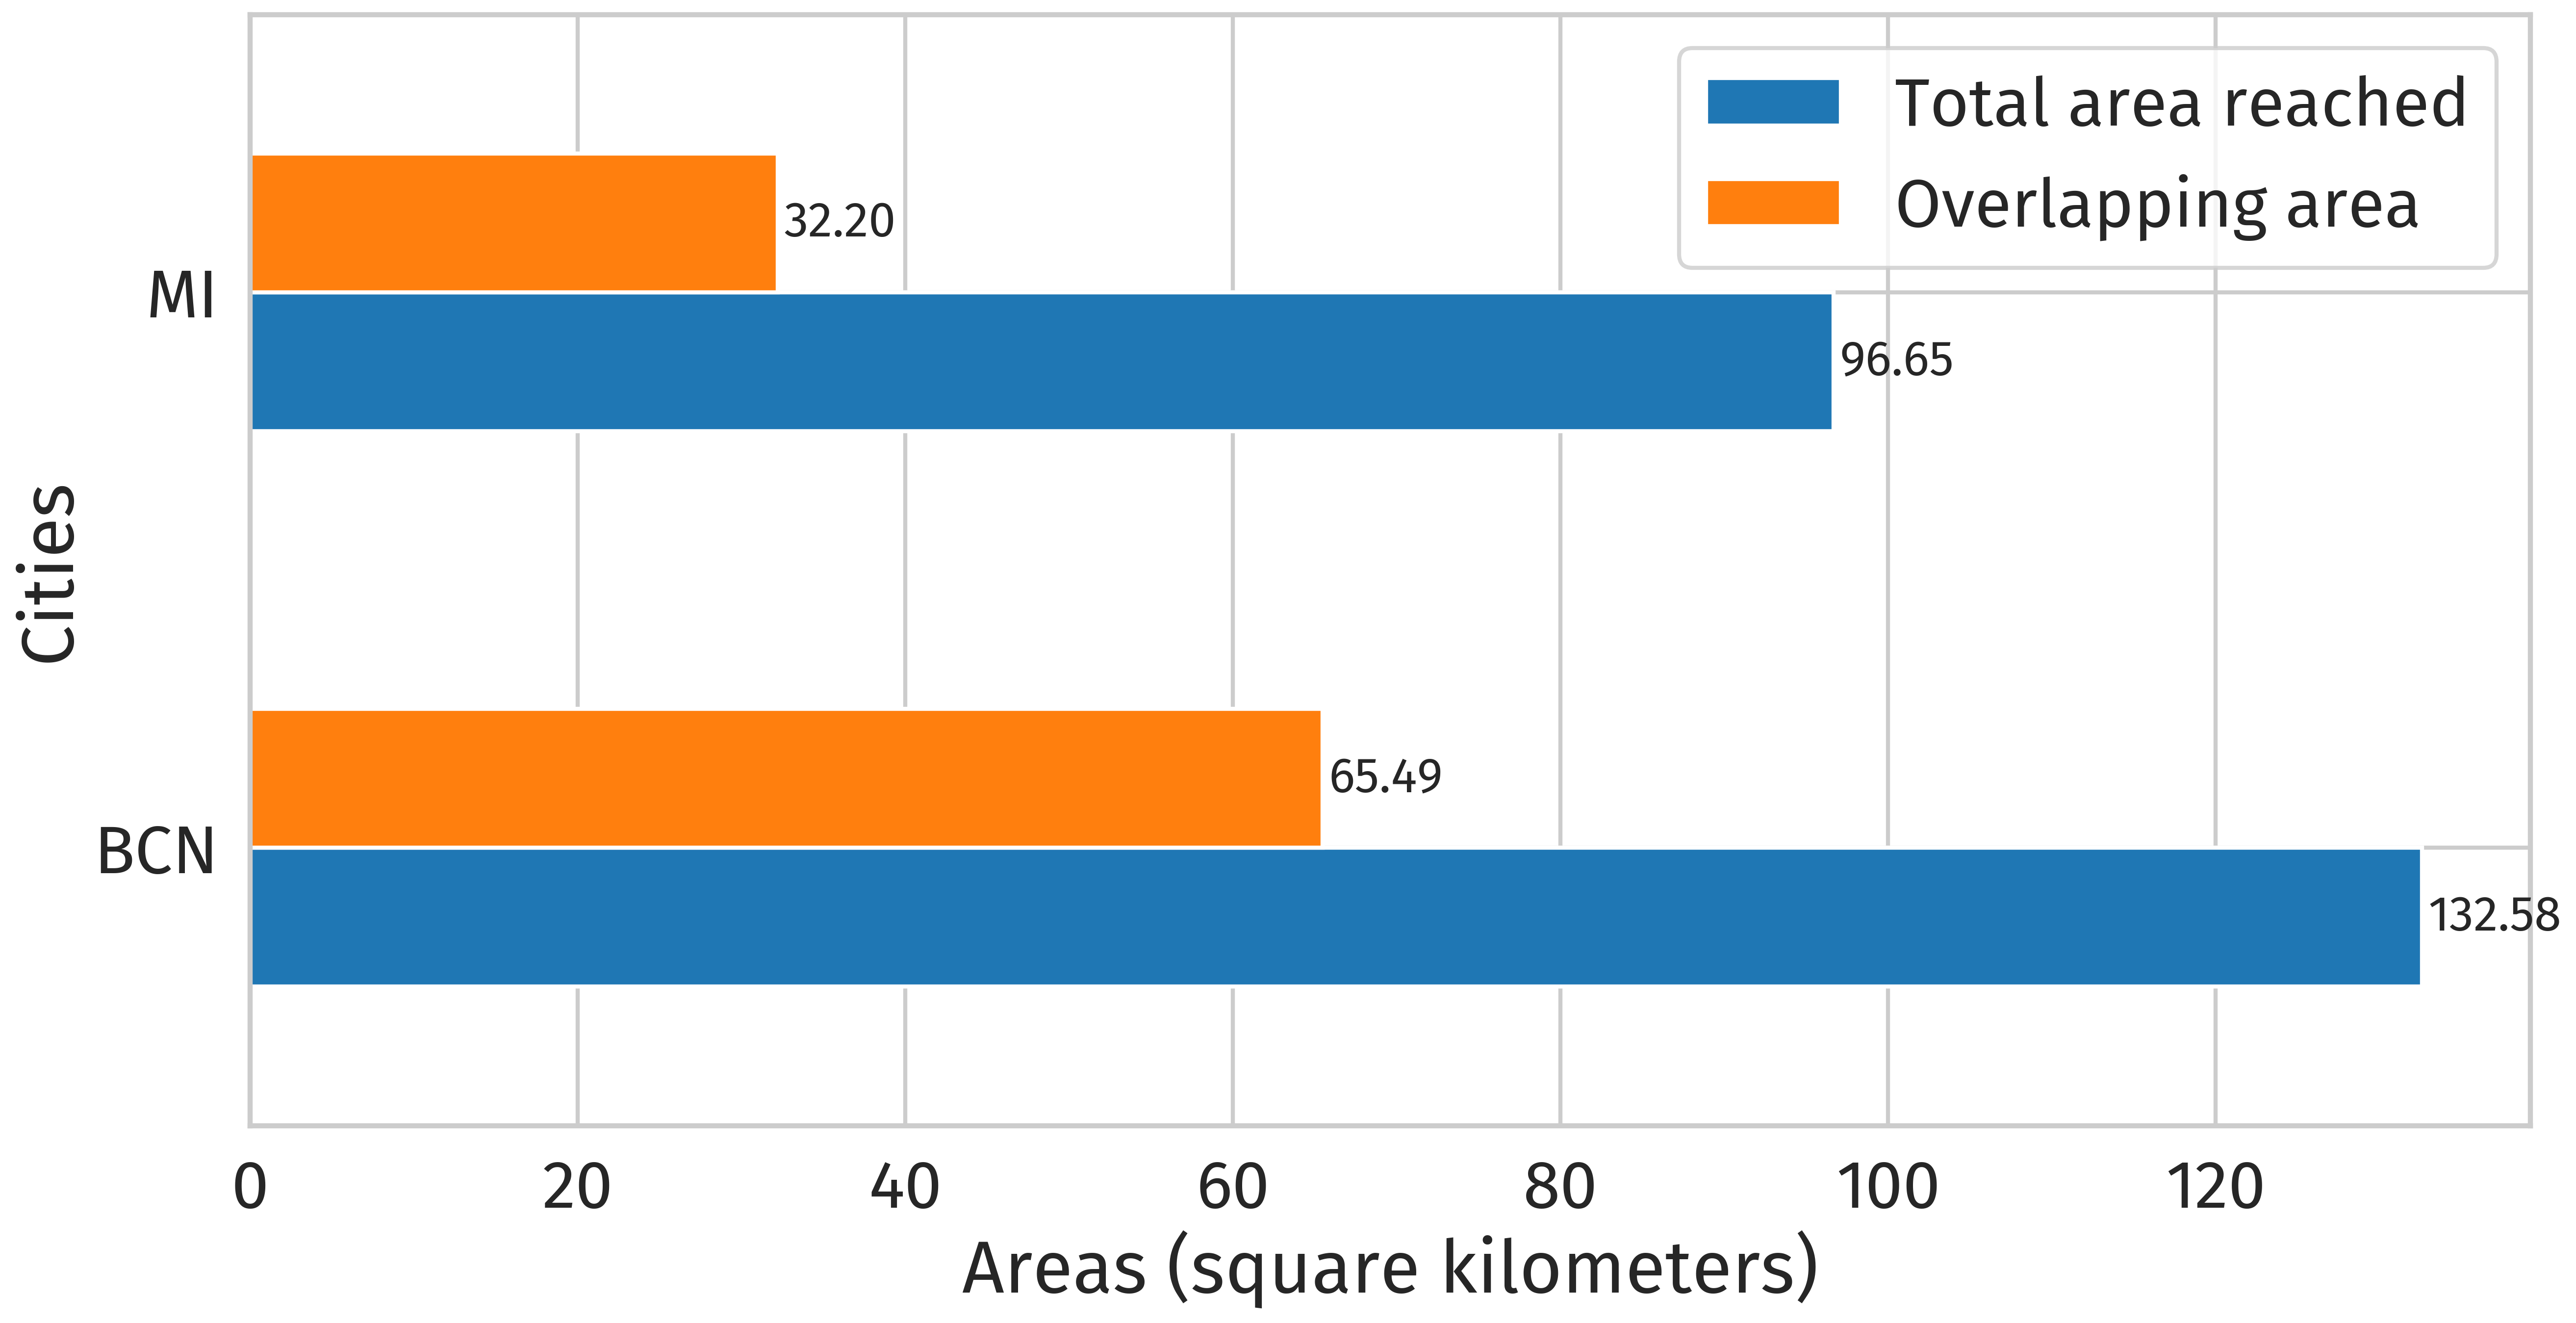 Total area reached
Overlapping area
32.20
MI
96.65
Cities
65.49
BCN
132.58
0 20 40 60 80 100 120
Areas (square kilometers)